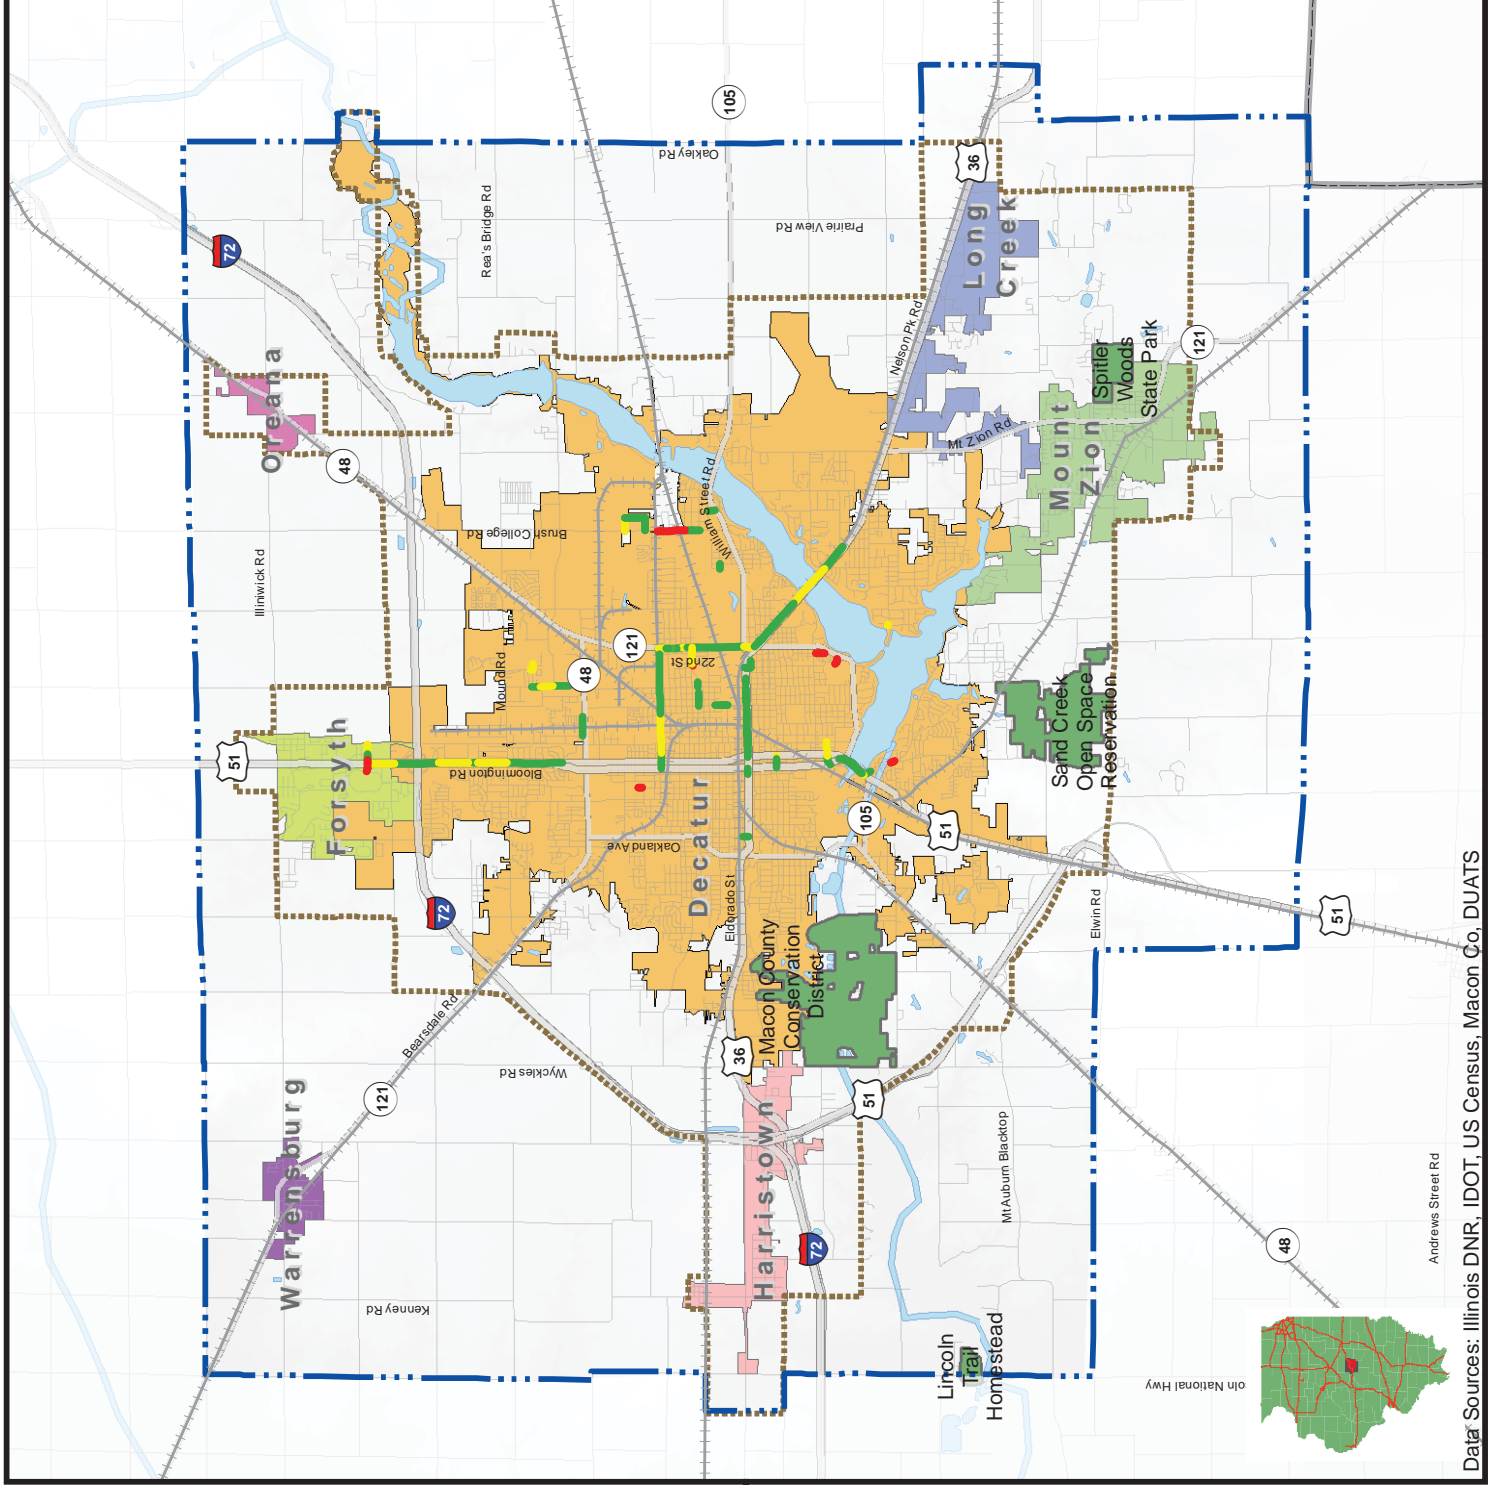 105
Oakley Rd
36
Rea's Bridge Rd
Prairie View Rd
Long
Creek
72
Nelson Pk Rd
Oreana
Spitler
Woods
State Park
121
48
Mt Zion Rd
Mount
Zion
William Street Rd
Brush College Rd
Illiniwick Rd
121
22nd St
48
Mound Rd
Sand Creek
Open Space
Reservation
51
Forsyth
Bloomington Rd
Decatur
105
51
Oakland Ave
Eldorado St
72
Elwin Rd
51
Macon County
Conservation
District
Bearsdale Rd
36
Wyckles Rd
121
51
Warrensburg
Harristown
Mt Auburn Blacktop
72
48
Andrews Street Rd
Kenney Rd
Lincoln
Trail
Homestead
oln National Hwy
Data Sources: Illinois DNR, IDOT, US Census, Macon Co, DUATS